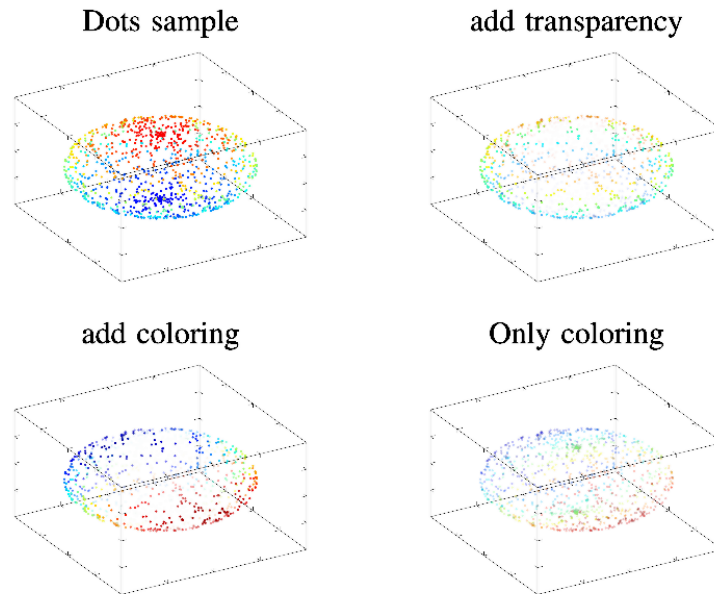 Dots sample
add transparency
add coloring
Only coloring